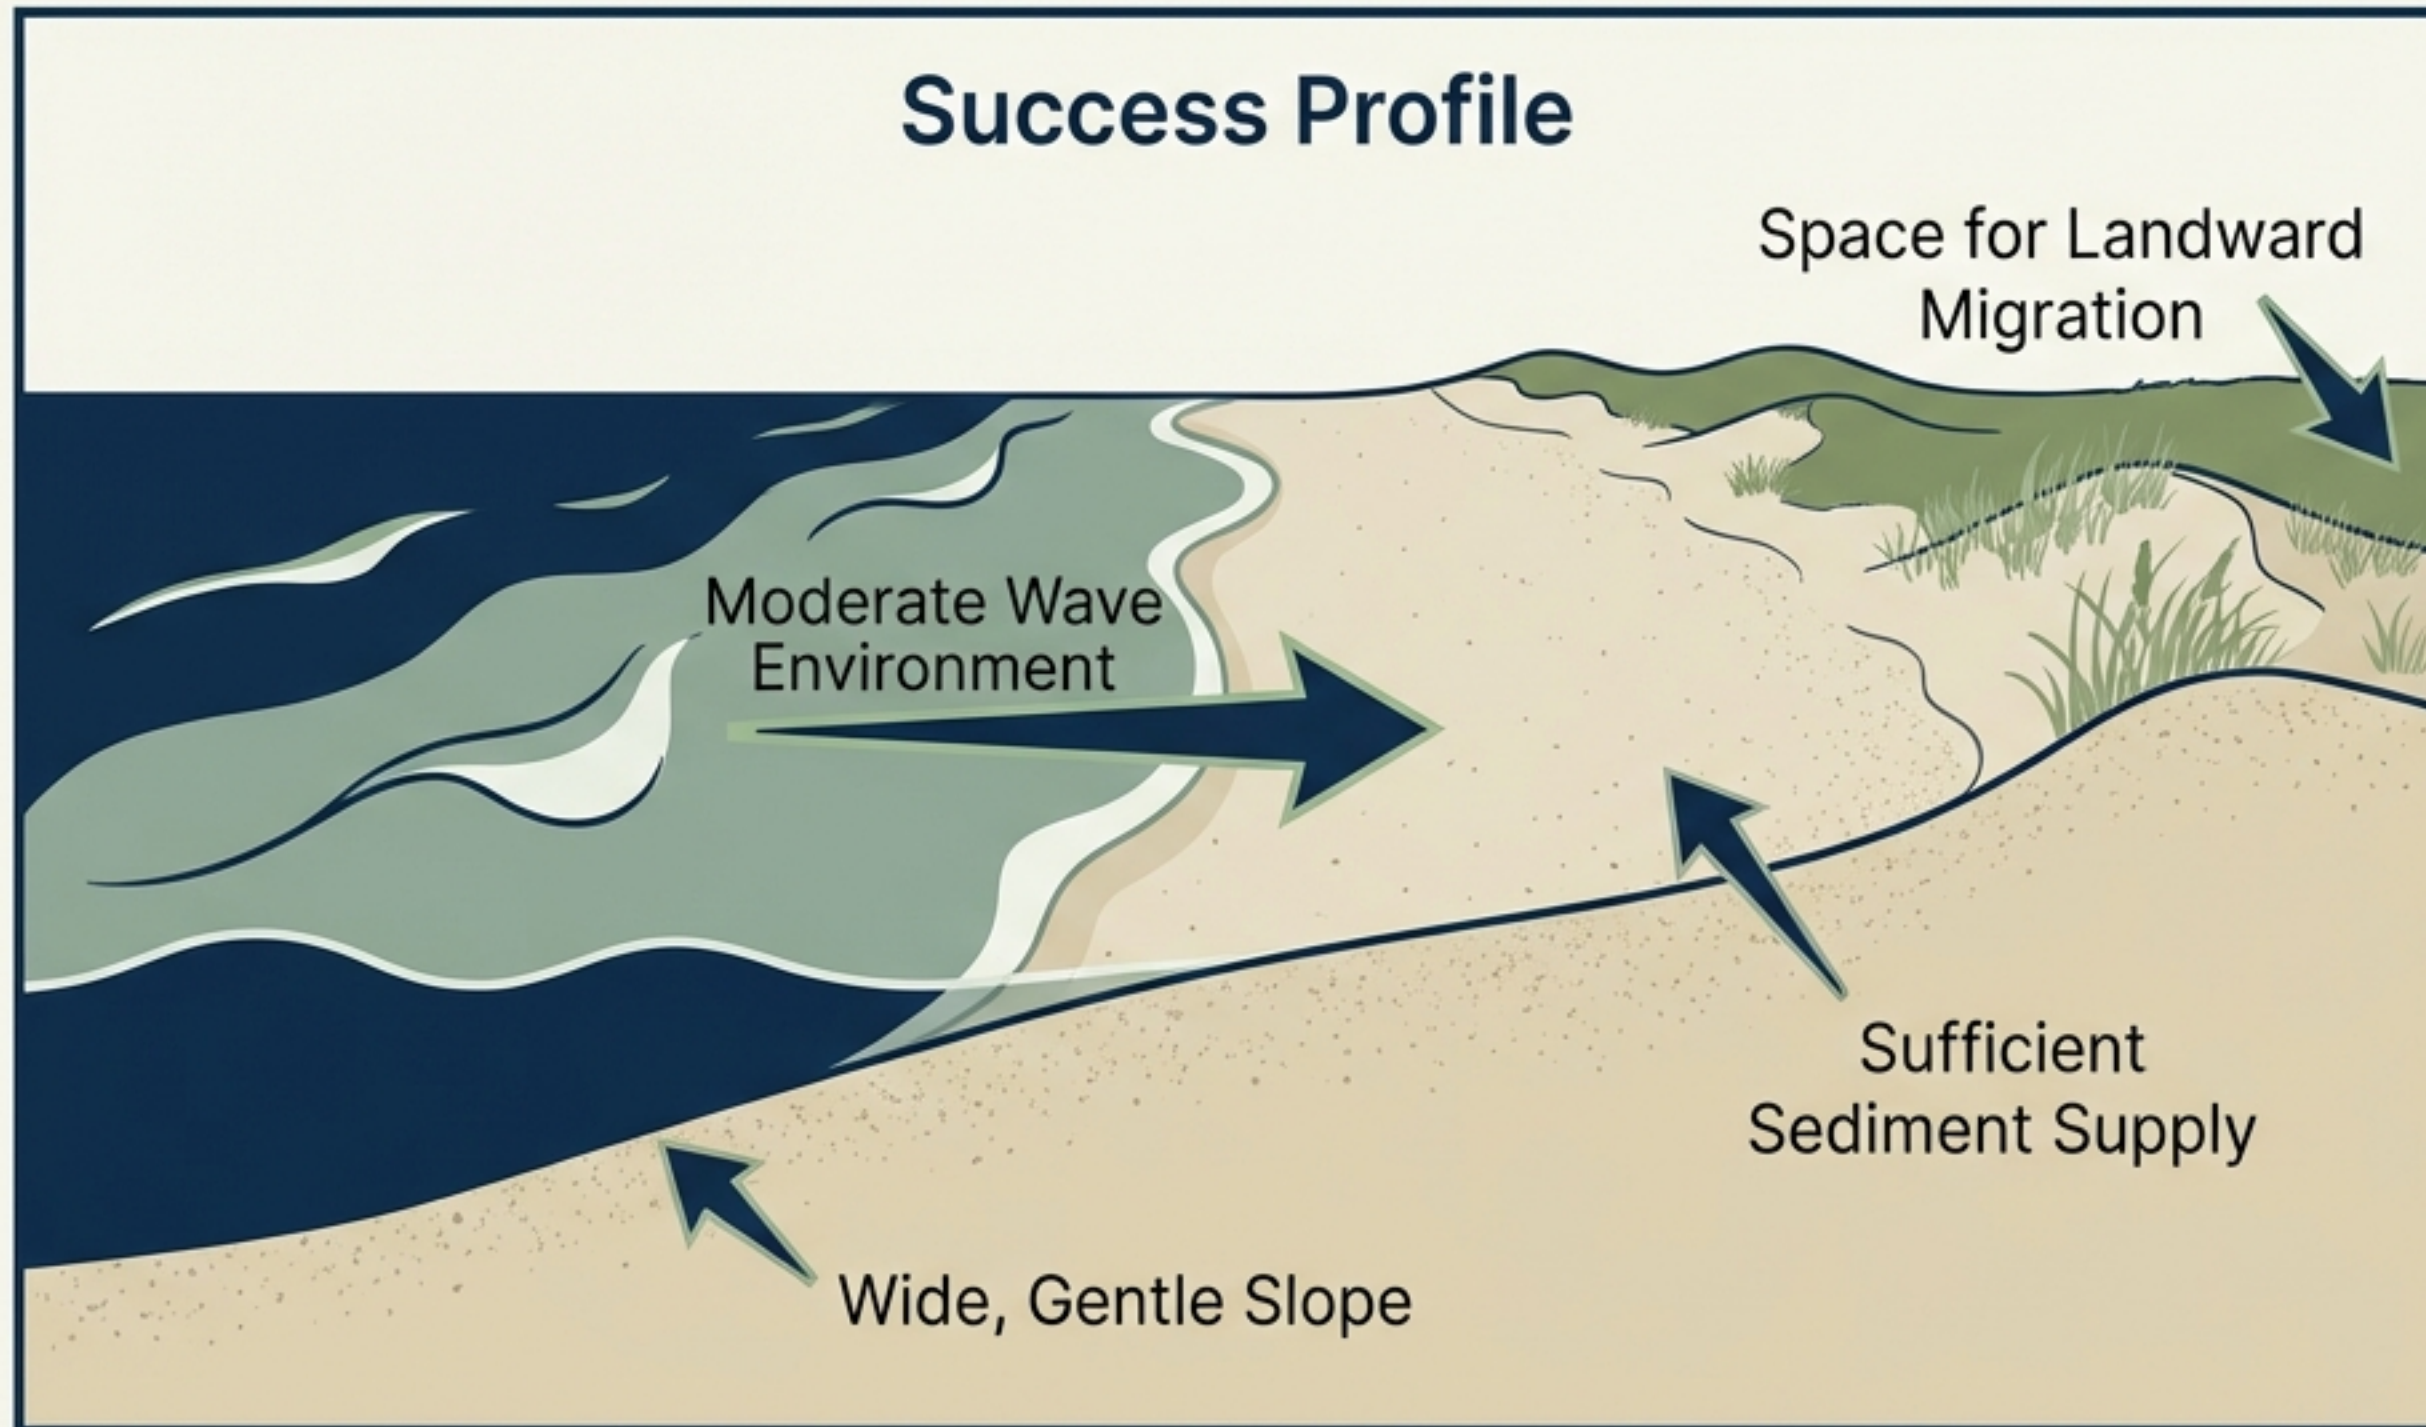 Success Profile
Space for Landward
Migration
Moderate Wave
Environment
Sufficient
Sediment Supply
Wide, Gentle Slope